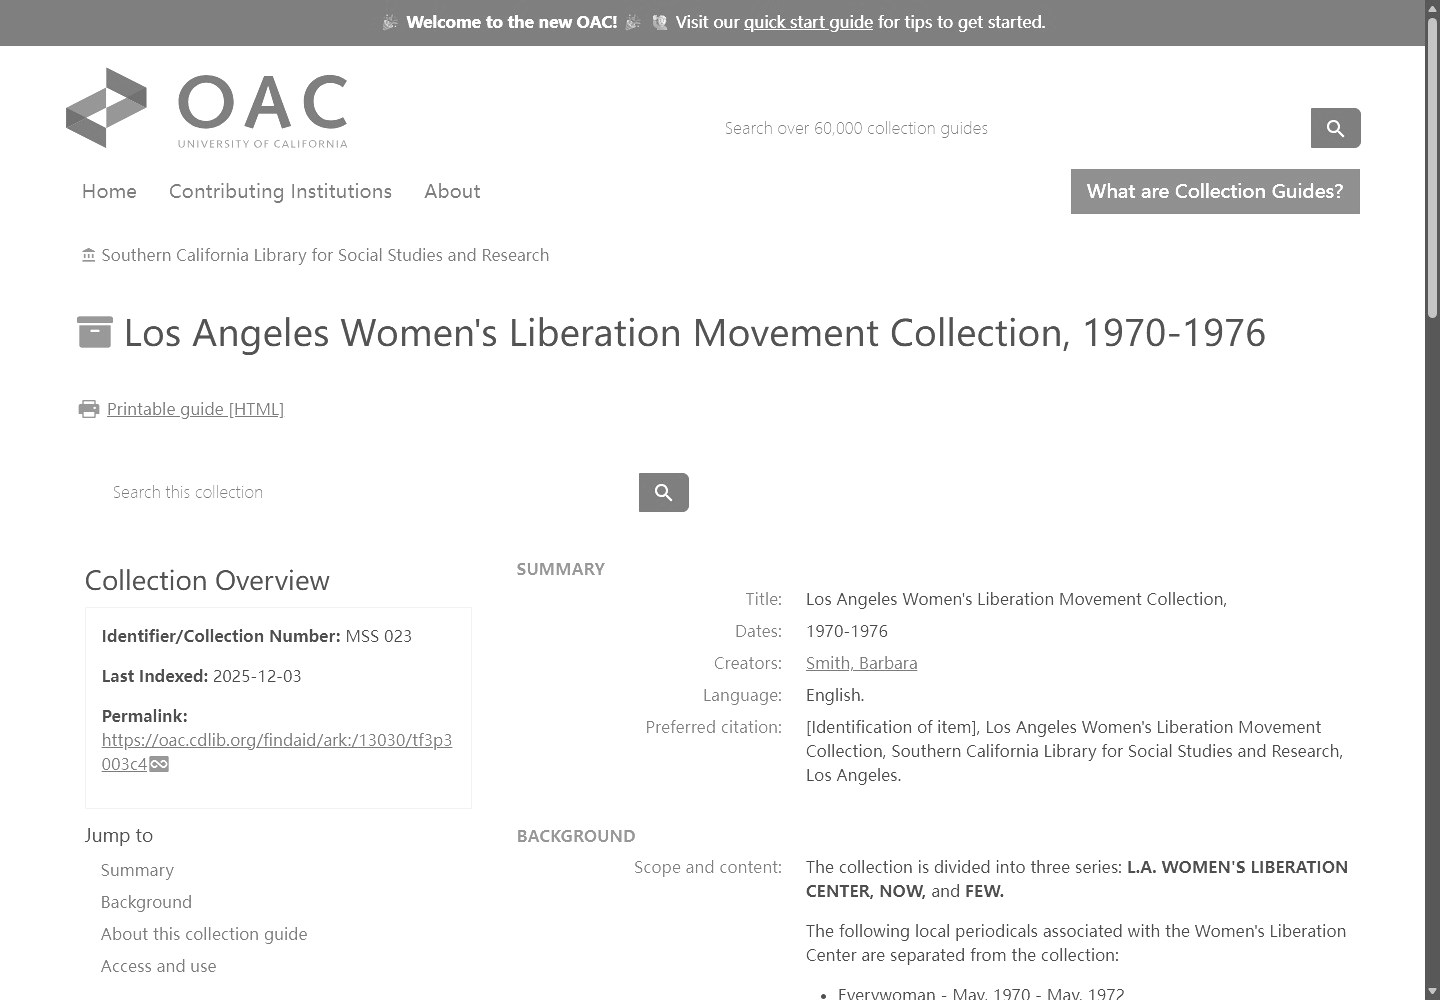 Welcome to the new OAC! Visit our quick start guide for tips to get started.
OAC
UNIVERSITY OF CALIFORNIA
Search over 60,000 collection guides
Home Contributing Institutions About
What are Collection Guides?
Southern California Library for Social Studies and Research
Los Angeles Women's Liberation Movement Collection, 1970-1976
Printable guide [HTML]
Search this collection
Collection Overview
Identifier/Collection Number: MSS 023
Last Indexed: 2025-12-03
Permalink:
https://oac.cdlib.org/findaid/ark:/13030/tf3p3
003c4
Jump to
Summary
Background
About this collection guide
Access and use
SUMMARY
Title: Los Angeles Women's Liberation Movement Collection,
Dates: 1970-1976
Creators: Smith, Barbara
Language: English.
Preferred citation: [Identification of item], Los Angeles Women's Liberation Movement
Collection, Southern California Library for Social Studies and Research,
Los Angeles.
BACKGROUND
Scope and content: The collection is divided into three series: L.A. WOMEN'S LIBERATION
CENTER, NOW, and FEW.
The following local periodicals associated with the Women's Liberation
Center are separated from the collection:
• Everywoman - May, 1970 - May, 1972